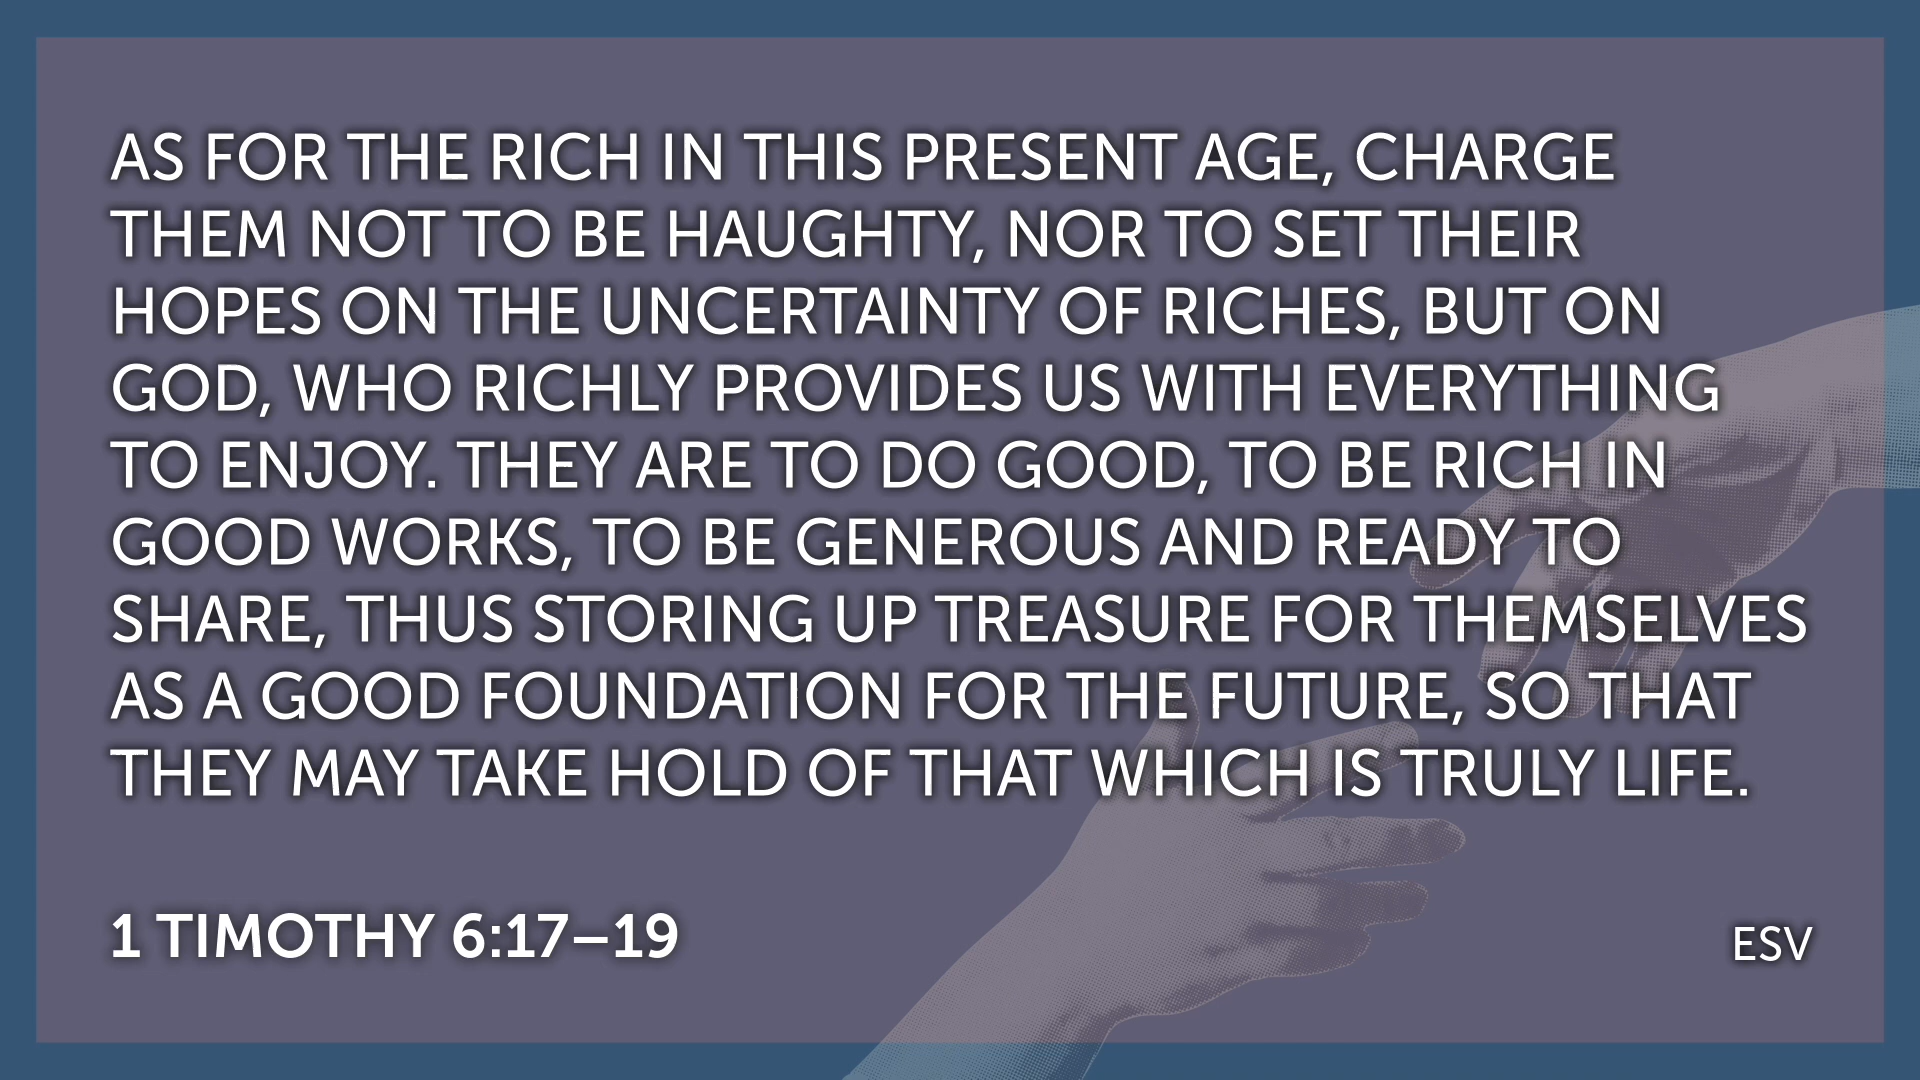 AS FOR THE RICH IN THIS PRESENT AGE, CHARGE
THEM NOT TO BE HAUGHTY, NOR TO SET THEIR
HOPES ON THE UNCERTAINTY OF RICHES, BUT ON
GOD, WHO RICHLY PROVIDES US WITH EVERYTHING
TO ENJOY. THEY ARE TO DO GOOD, TO BE RICH IN
GOOD WORKS, TO BE GENEROUS AND READY TO
SHARE, THUS STORING UP TREASURE FOR THEMSELVES
AS A GOOD FOUNDATION FOR THE FUTURE, SO THAT
THEY MAY TAKE HOLD OF THAT WHICH IS TRULY LIFE.
1 TIMOTHY 6:17–19
ESV